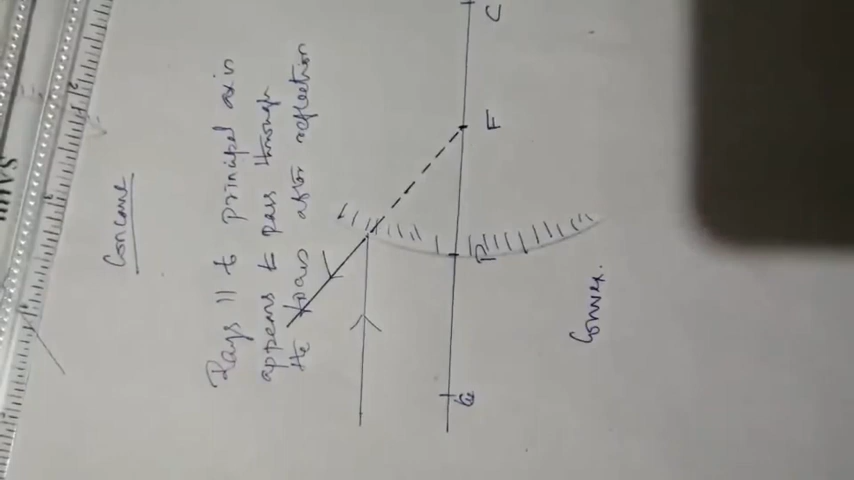 Concave
Rays || to principal axis
appears to pass through
the focus after reflection
C
F
P
Convex.